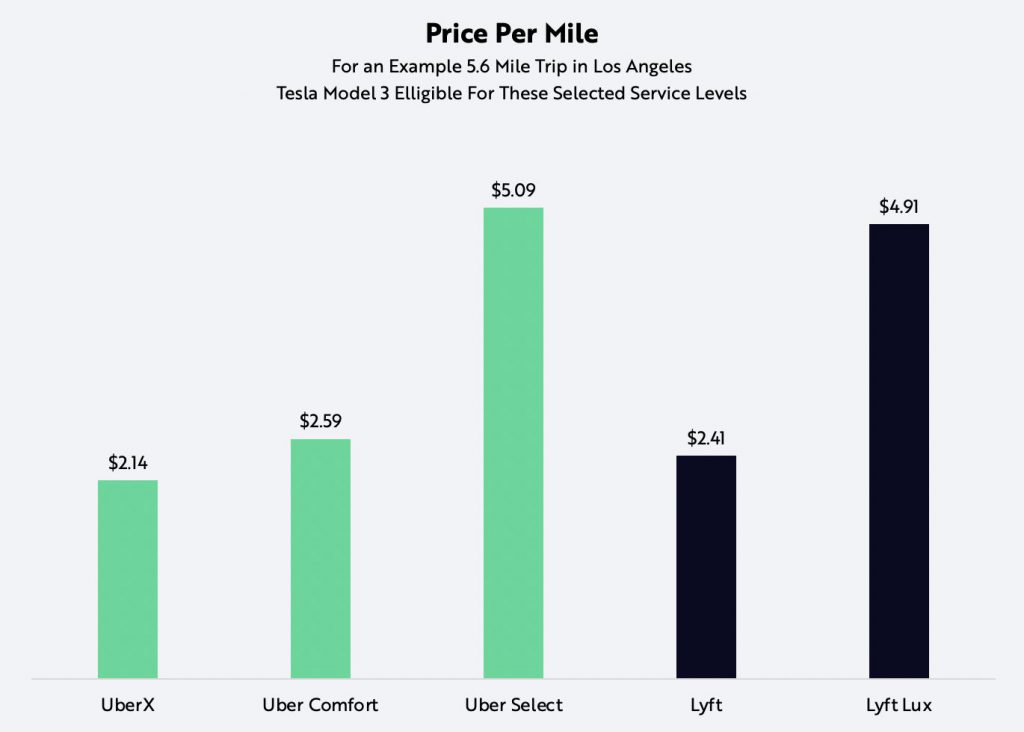 Price Per Mile
For an Example 5.6 Mile Trip in Los Angeles
Tesla Model 3 Elligible For These Selected Service Levels
$5.09
$4.91
$2.59
$2.41
$2.14
UberX Uber Comfort Uber Select Lyft Lyft Lux